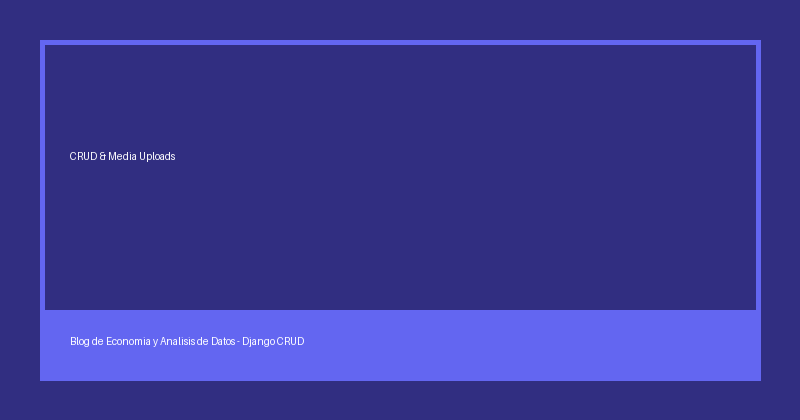 CRUD & Media Uploads
Blog de Economia y Analisis de Datos - Django CRUD